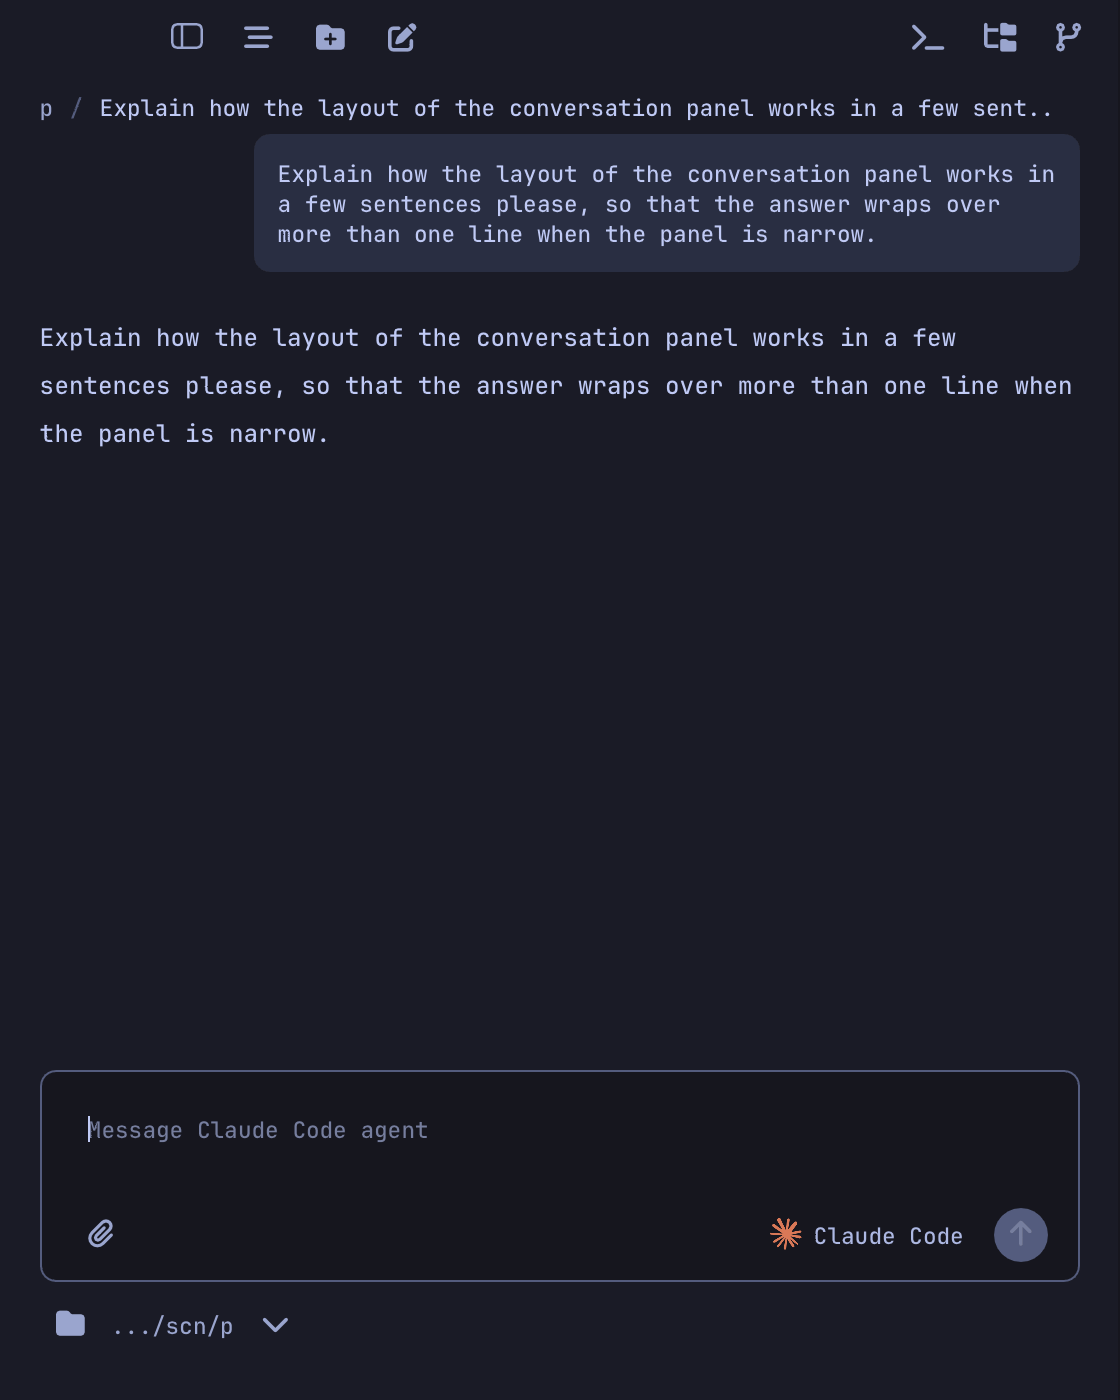 p / Explain how the layout of the conversation panel works in a few sent..
Explain how the layout of the conversation panel works in
a few sentences please, so that the answer wraps over
more than one line when the panel is narrow.
Explain how the layout of the conversation panel works in a few
sentences please, so that the answer wraps over more than one line when
the panel is narrow.
Message Claude Code agent
Claude Code
.../scn/p